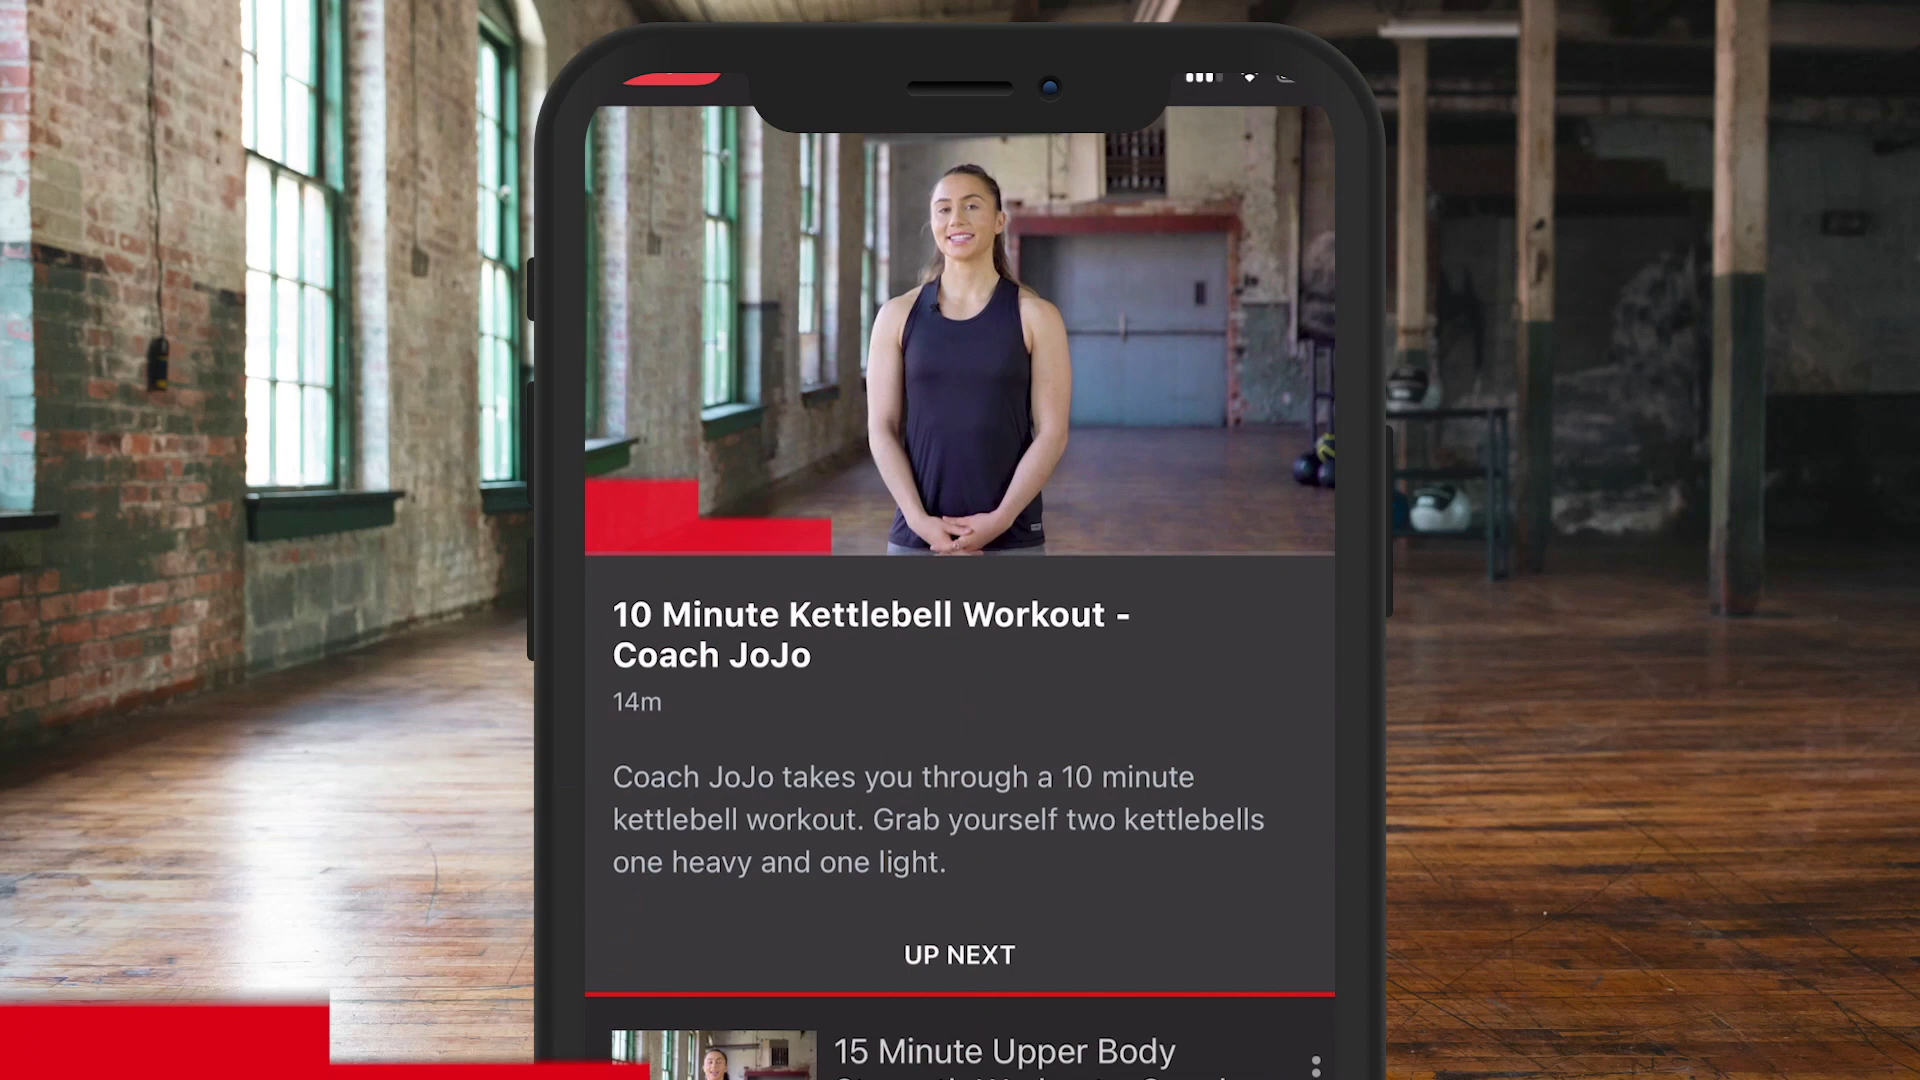 10 Minute Kettlebell Workout -
Coach JoJo
14m
Coach JoJo takes you through a 10 minute
kettlebell workout. Grab yourself two kettlebells
one heavy and one light.
UP NEXT
15 Minute Upper Body